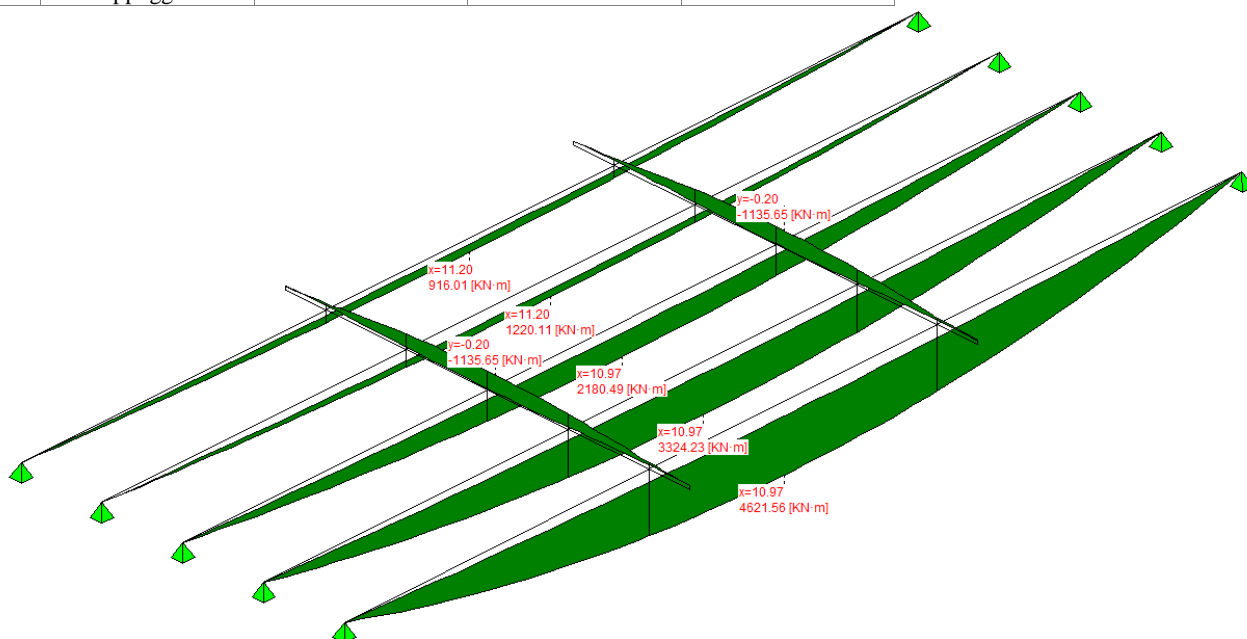 y=-0.20
-1135.65 [KN·m]
x=11.20
916.01 [KN·m]
x=11.20
1220.11 [KN·m]
y=-0.20
-1135.65 [KN·m]
x=10.97
2180.49 [KN·m]
x=10.97
3324.23 [KN·m]
x=10.97
4621.56 [KN·m]